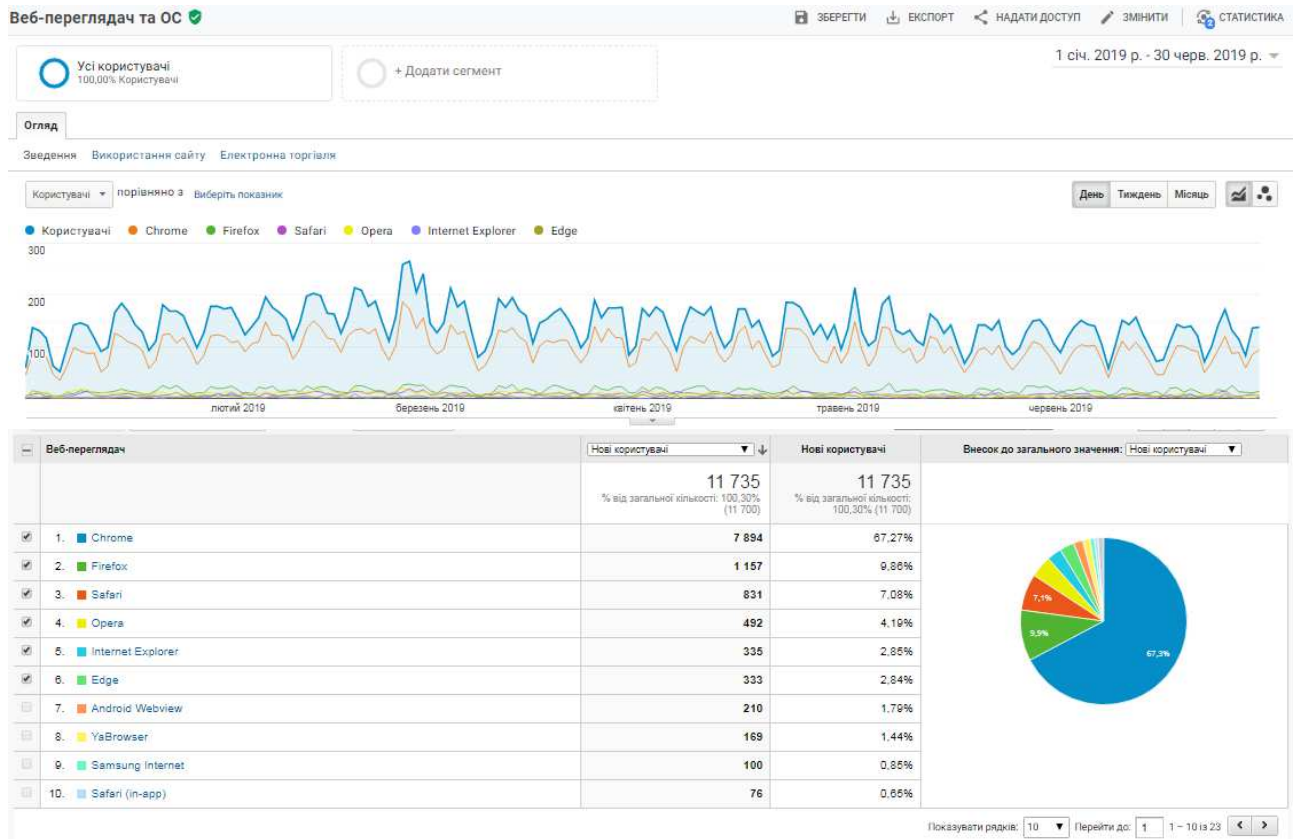 Веб-переглядач та ОС
ЗБЕРЕГТИ ЕКСПОРТ НАДАТИ ДОСТУП ЗМІНИТИ 2 СТАТИСТИКА
Усі користувачі
100,00% Користувачі
+ Додати сегмент
1 січ. 2019 р. - 30 черв. 2019 р.
Огляд
Зведення Використання сайту Електронна торгівля
Користувачі порівняно з Виберіть показник
День Тиждень Місяць
Користувачі Chrome Firefox Safari Opera Internet Explorer Edge
300
200
100
лютий 2019 березень 2019 квітень 2019 травень 2019 червень 2019
Веб-переглядач Нові користувачі Нові користувачі Внесок до загального значення: Нові користувачі
11 735 11 735
% від загальної кількості: 100,30% % від загальної кількості:
(11 700) 100,30% (11 700)
1. Chrome 7 894 67,27%
2. Firefox 1 157 9,86%
3. Safari 831 7,08%
4. Opera 492 4,19%
5. Internet Explorer 335 2,85%
6. Edge 333 2,84%
7. Android Webview 210 1,79%
8. YaBrowser 169 1,44%
9. Samsung Internet 100 0,85%
10. Safari (in-app) 76 0,65%
7,1%
9,9%
67,3%
Показувати рядків: 10 Перейти до: 1 1 – 10 із 23